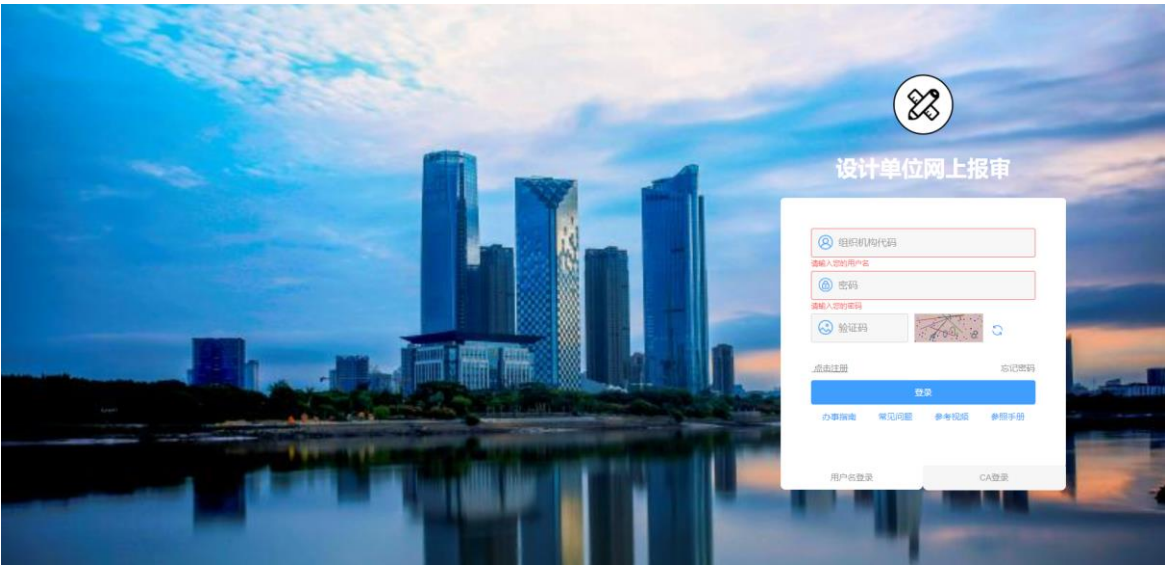 设计单位网上报审
组织机构代码
请输入您的用户名
密码
请输入您的密码
验证码
点击注册 忘记密码
登录
办事指南 常见问题 参考视频 参照手册
用户名登录 CA登录